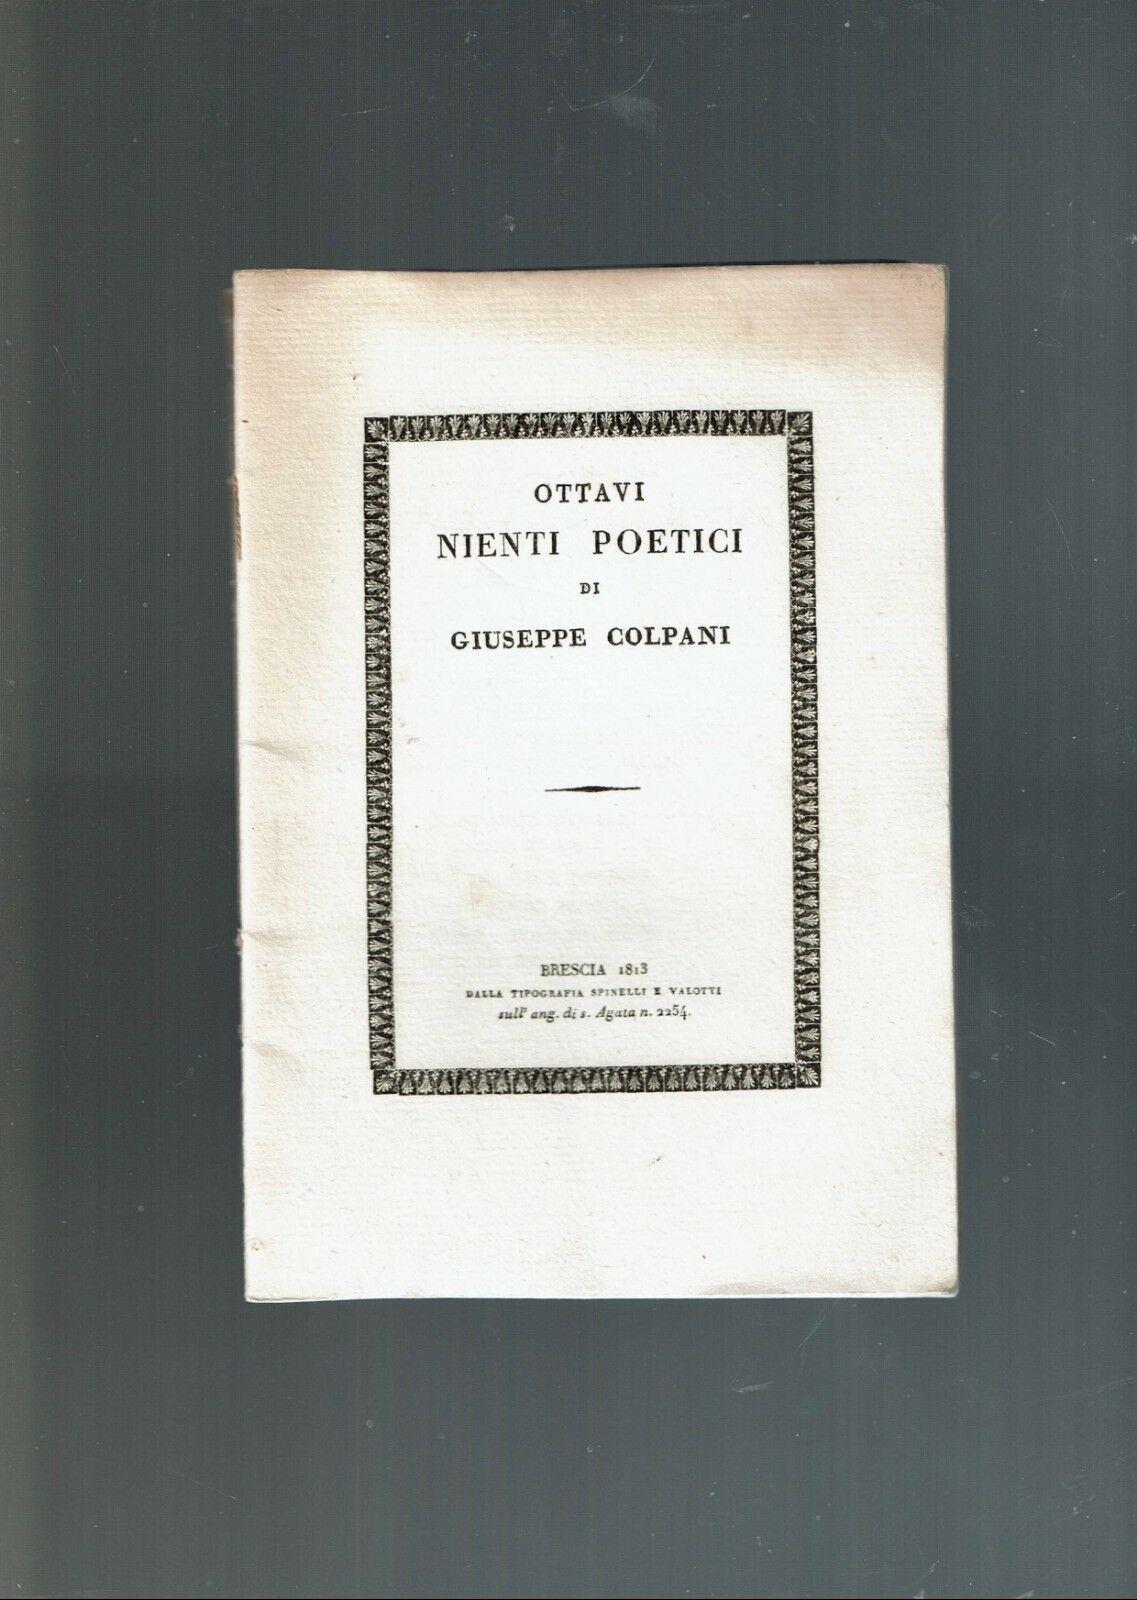 OTTAVI
NIENTI POETICI
DI
GIUSEPPE COLPANI
BRESCIA 1813
DALLA TIPOGRAFIA SPINELLI E VALOTTI
sull' ang. di s. Agata n. 2254.